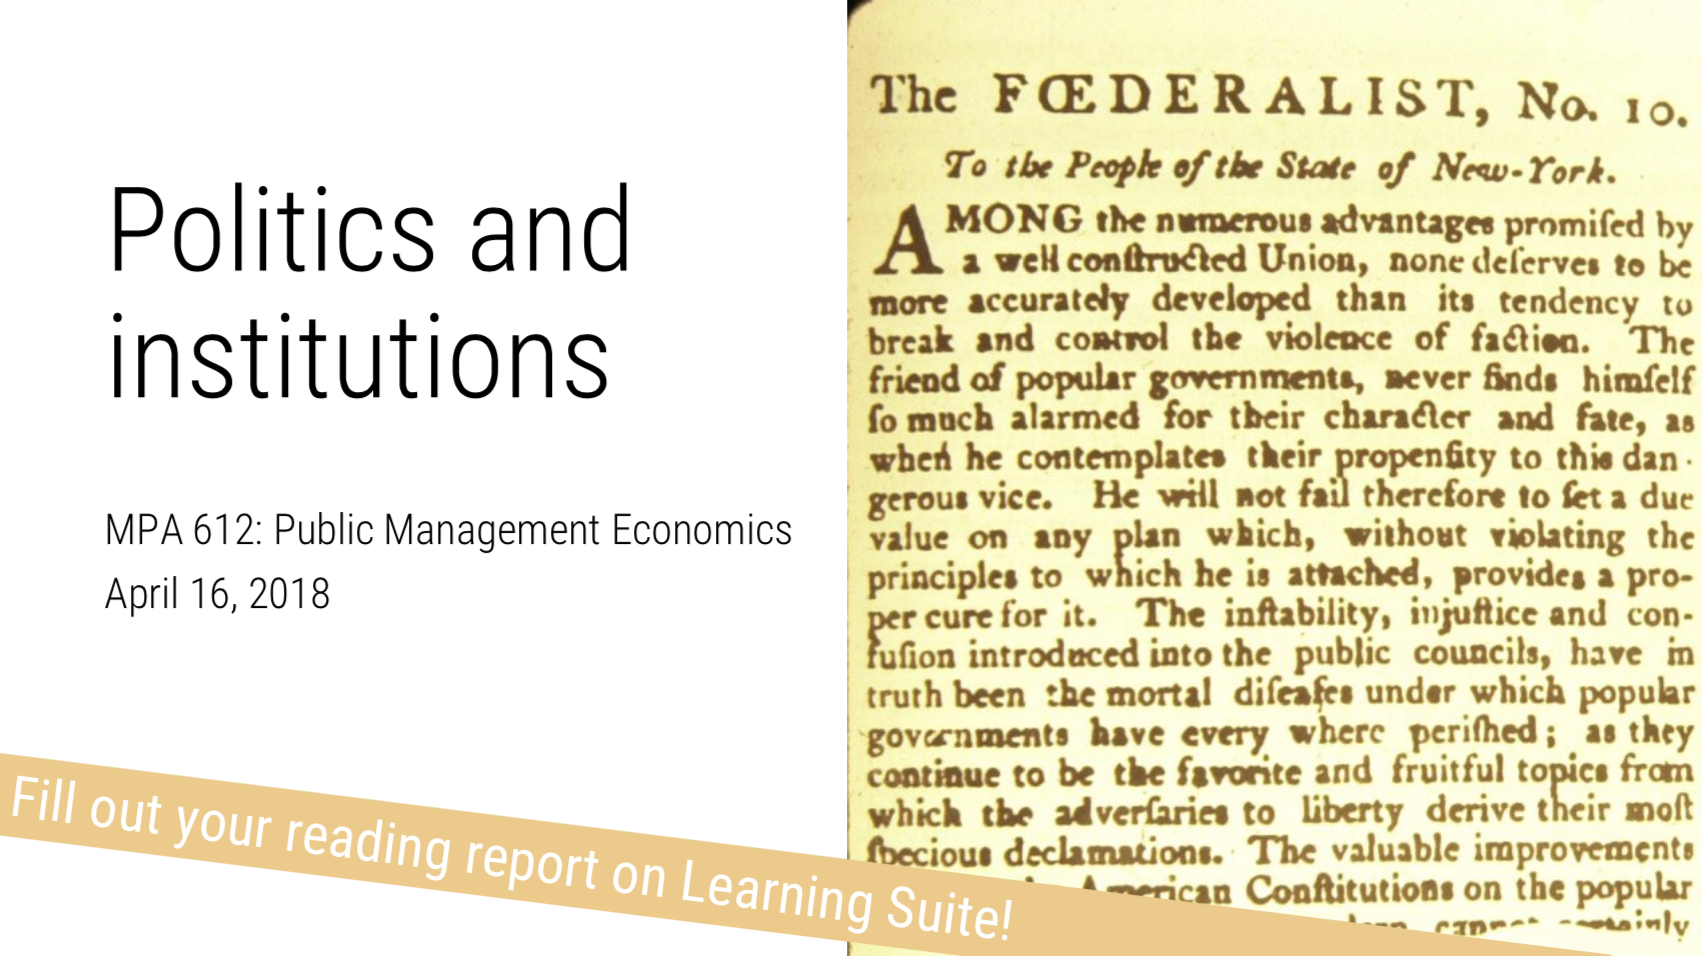 Politics and
institutions
MPA 612: Public Management Economics
April 16, 2018
Fill out your reading report on Learning Suite!
The FŒDERALIST, No. 10.
To the People of the State of New-York.
AMONG the numerous advantages promiſed by
a well conſtructed Union, none deſerves to be
more accurately developed than its tendency to
break and control the violence of faction. The
friend of popular governments, never finds himſelf
ſo much alarmed for their character and fate, as
when he contemplates their propenſity to this dan-
gerous vice. He will not fail therefore to ſet a due
value on any plan which, without violating the
principles to which he is attached, provides a pro-
per cure for it. The inſtability, injuſtice and con-
fuſion introduced into the public councils, have in
truth been the mortal diſeaſes under which popular
governments have every where periſhed; as they
continue to be the favorite and fruitful topics from
which the adverſaries to liberty derive their moſt
ſpecious declamations. The valuable improvements
American Conſtitutions on the popular
cannot certainly